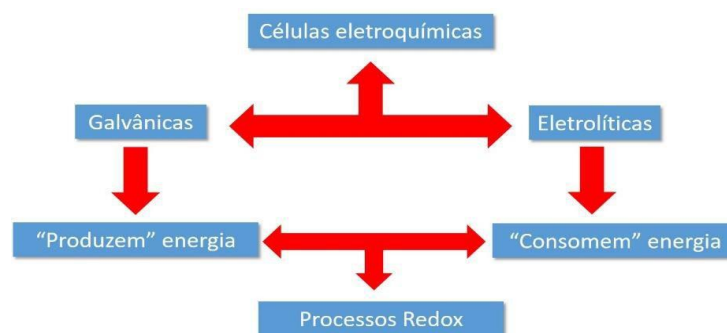 Células eletroquímicas
Galvânicas
Eletrolíticas
“Produzem” energia
“Consomem” energia
Processos Redox